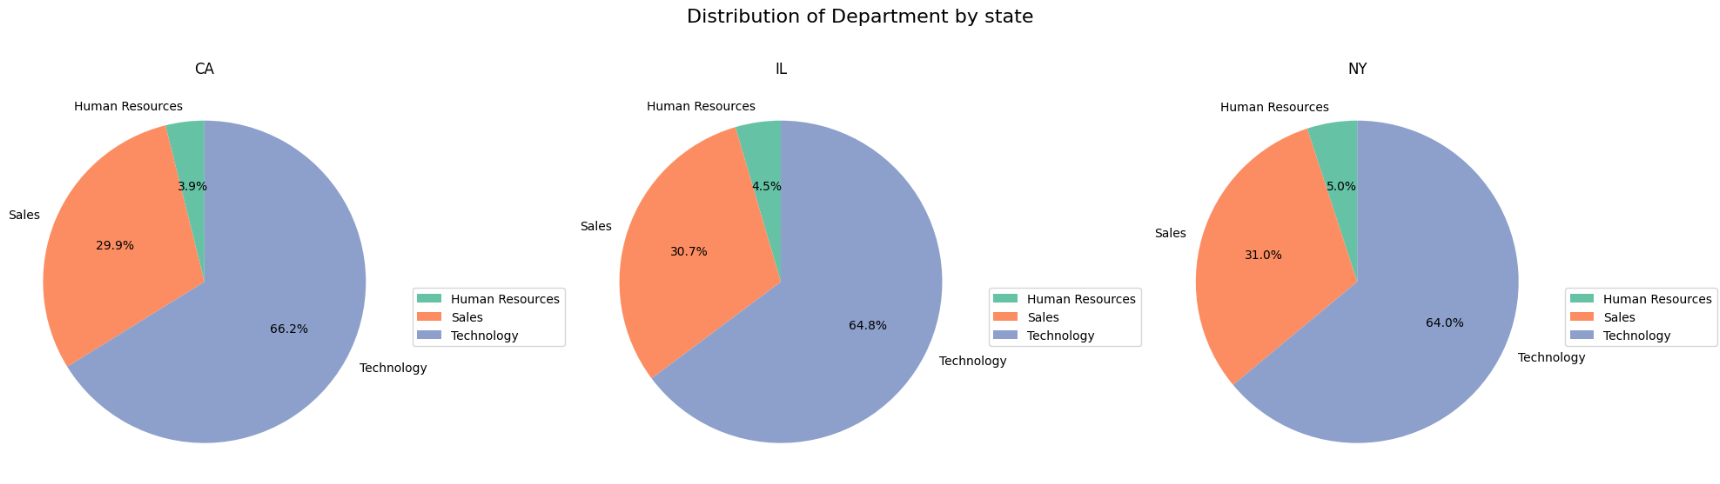 Distribution of Department by state
CA
Human Resources
3.9%
Sales
29.9%
66.2%
Technology
Human Resources
Sales
Technology
IL
Human Resources
4.5%
Sales
30.7%
64.8%
Technology
Human Resources
Sales
Technology
NY
Human Resources
5.0%
Sales
31.0%
64.0%
Technology
Human Resources
Sales
Technology